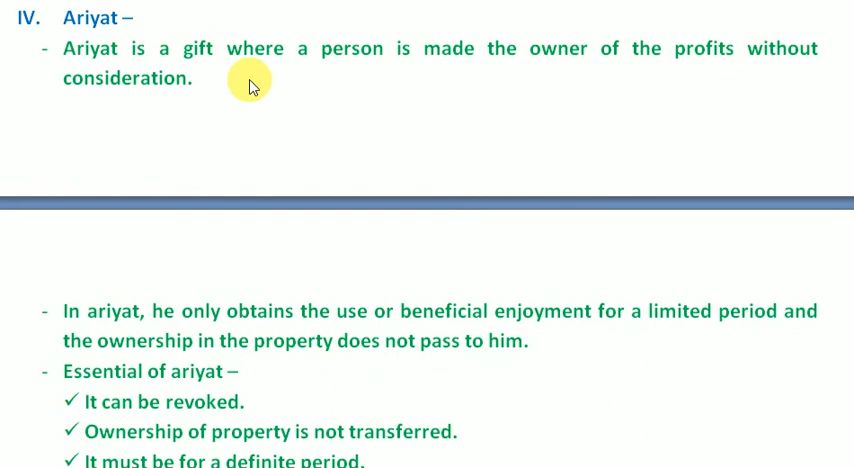 IV. Ariyat –
- Ariyat is a gift where a person is made the owner of the profits without
consideration.
- In ariyat, he only obtains the use or beneficial enjoyment for a limited period and
the ownership in the property does not pass to him.
- Essential of ariyat –
✓ It can be revoked.
✓ Ownership of property is not transferred.
✓ It must be for a definite period.